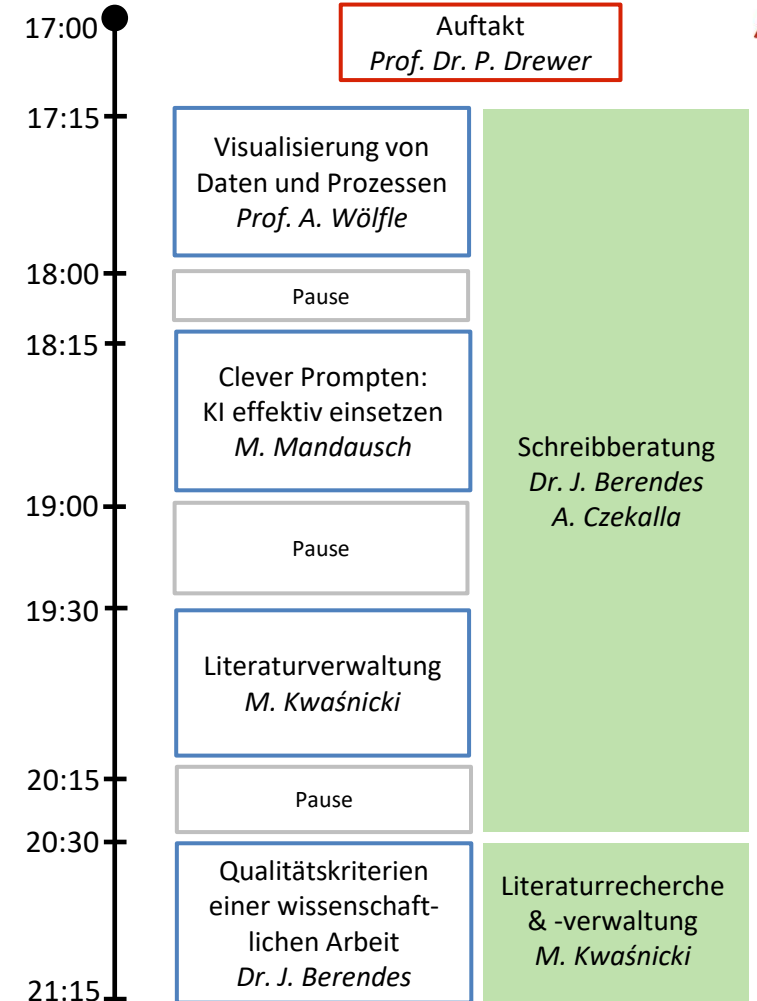 17:00
Auftakt
Prof. Dr. P. Drewer
17:15
Visualisierung von
Daten und Prozessen
Prof. A. Wölfle
18:00
Pause
18:15
Clever Prompten:
KI effektiv einsetzen
M. Mandausch
Schreibberatung
Dr. J. Berendes
A. Czekalla
19:00
Pause
19:30
Literaturverwaltung
M. Kwaśnicki
20:15
Pause
20:30
Qualitätskriterien
einer wissenschaft-
lichen Arbeit
Dr. J. Berendes
Literaturrecherche
& -verwaltung
M. Kwaśnicki
21:15